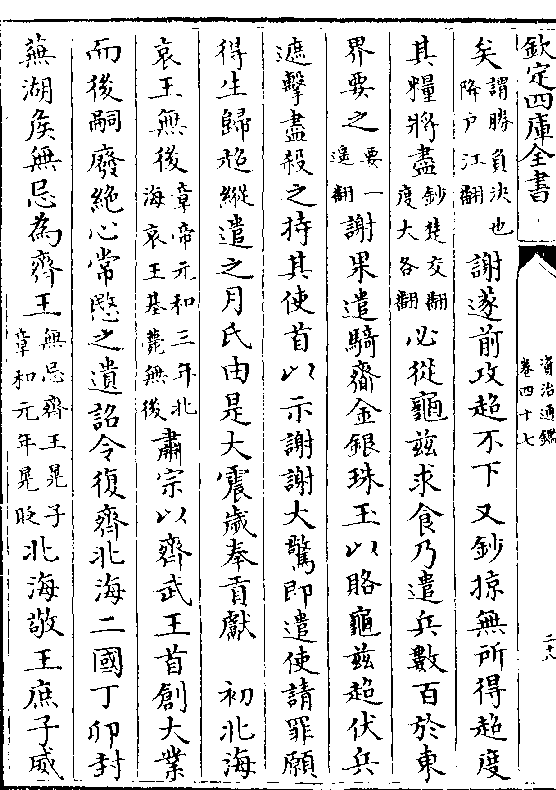 欽定四庫全書
資治通鑑
卷四十七
二十八
矣謂勝負決也降户江翻謝遂前攻超不下又鈔掠無所得超度
其糧將盡鈔楚交翻度大各翻必從龜兹求食乃遣兵數百於東
界要之要一遥翻謝果遣騎齎金銀珠玉以賂龜兹超伏兵
遮擊盡殺之持其使首以示謝謝大驚即遣使請罪願
得生歸超縱遣之月氏由是大震歲奉貢獻 初北海
哀王無後章帝元和三年北海哀王基薨無後肅宗以齊武王首創大業
而後嗣廢絶心常愍之遺詔令復齊北海二國丁卯封
蕪湖侯無忌為齊王無忌齊王晃子章和元年晃貶北海敬王庶子威